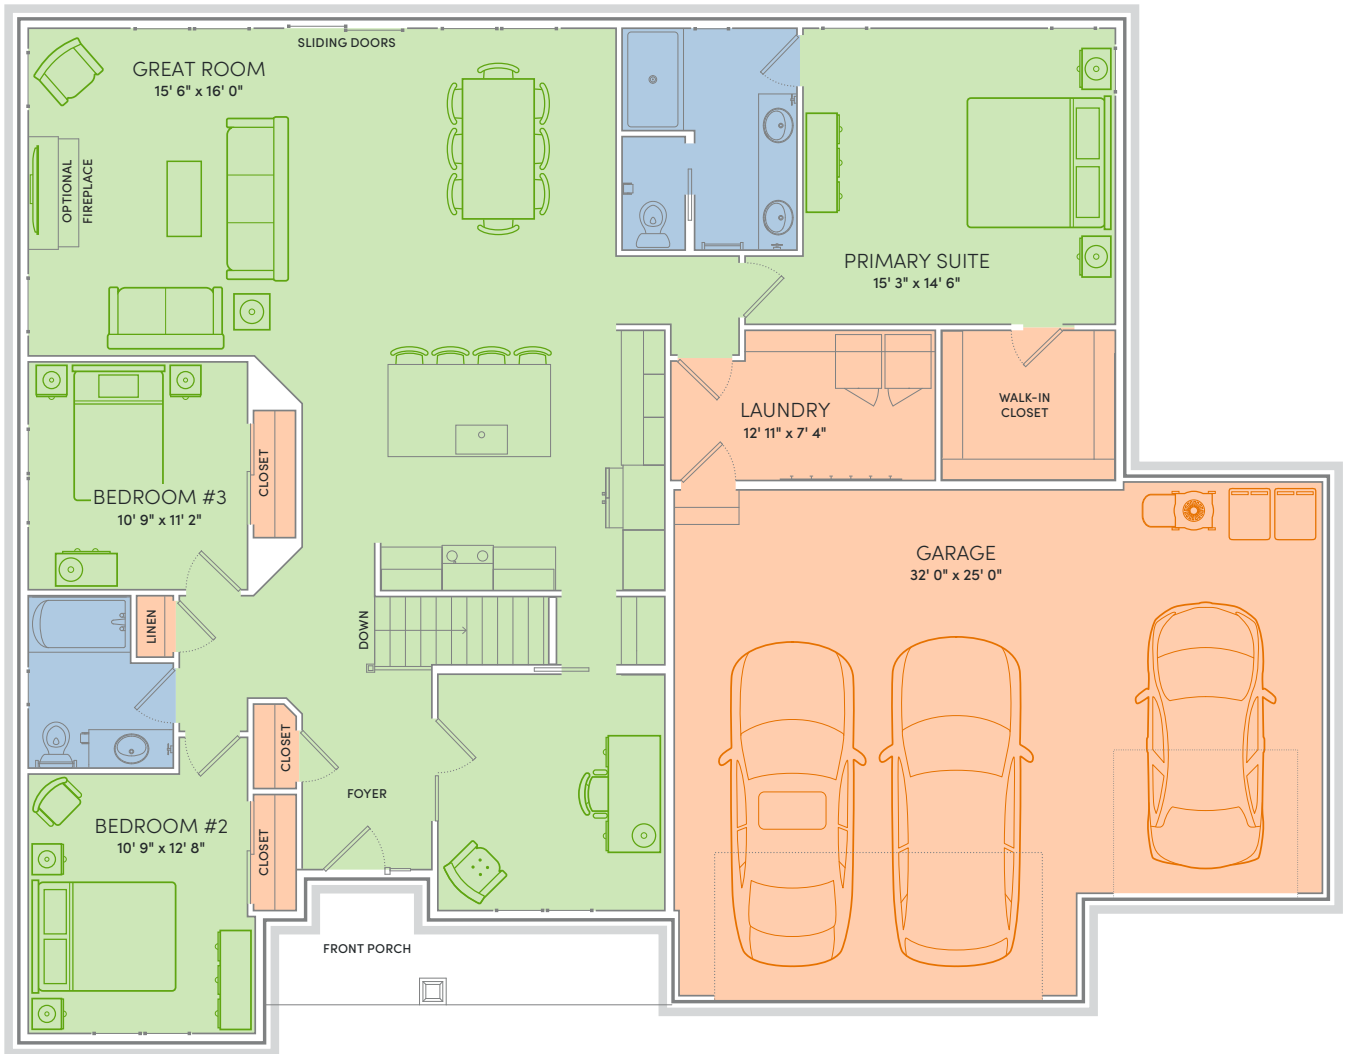 SLIDING DOORS
GREAT ROOM
15' 6" x 16' 0"
OPTIONAL
FIREPLACE
PRIMARY SUITE
15' 3" x 14' 6"
WALK-IN
CLOSET
LAUNDRY
12' 11" x 7' 4"
CLOSET
BEDROOM #3
10' 9" x 11' 2"
GARAGE
32' 0" x 25' 0"
LINEN
DOWN
CLOSET
FOYER
BEDROOM #2
10' 9" x 12' 8"
CLOSET
FRONT PORCH